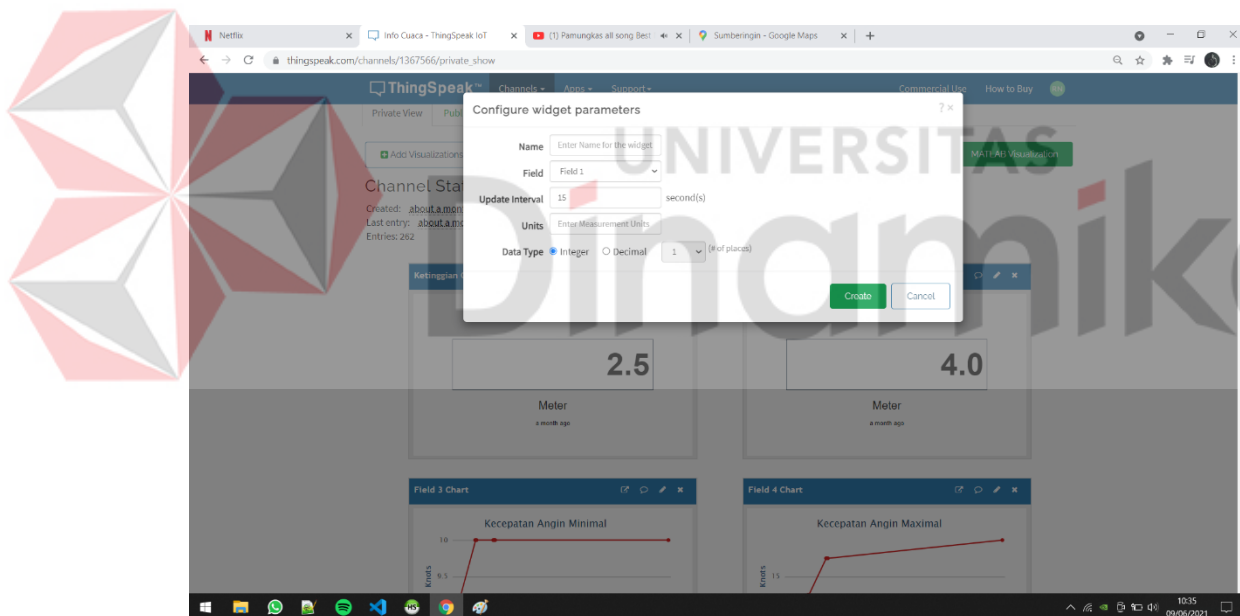 Netflix
Info Cuaca - ThingSpeak IoT
(1) Pamungkas all song Best
Sumberingin - Google Maps
thingspeak.com/channels/1367566/private_show
ThingSpeak™
Channels
Apps
Support
Commercial Use
How to Buy
Private View
Configure widget parameters
? ×
Add Visualizations
MATLAB Visualization
Name
Enter Name for the widget
Field
Field 1
Update Interval
15
second(s)
Units
Enter Measurement Units
Data Type
Integer
Decimal
1
(# of places)
Create
Cancel
Created:
Last entry:
Entries: 262
UNIVERSITAS
Dinamika
2.5
Meter
a month ago
4.0
Meter
a month ago
Field 3 Chart
Kecepatan Angin Minimal
10
9.5
Knots
Field 4 Chart
Kecepatan Angin Maximal
15
Knots
10:35
09/06/2021